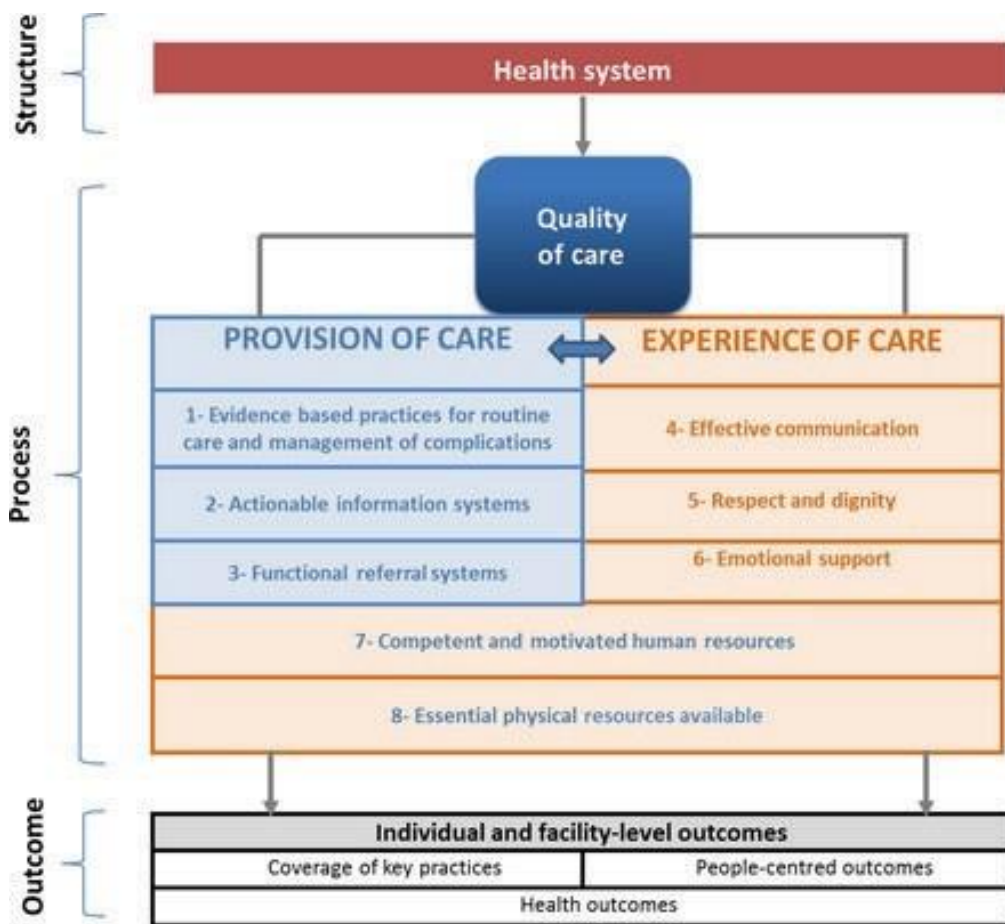 Structure
Health system
Process
Quality
of care
PROVISION OF CARE
EXPERIENCE OF CARE
1- Evidence based practices for routine
care and management of complications
2- Actionable information systems
3- Functional referral systems
4- Effective communication
5- Respect and dignity
6- Emotional support
7- Competent and motivated human resources
8- Essential physical resources available
Outcome
Individual and facility-level outcomes
Coverage of key practices
People-centred outcomes
Health outcomes